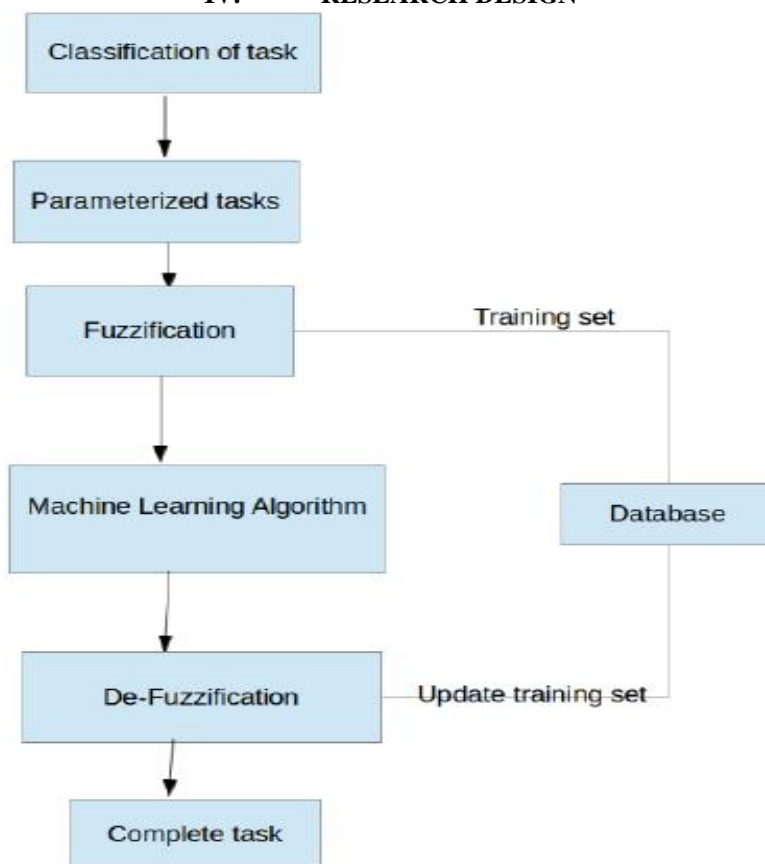 IV. RESEARCH DESIGN
Classification of task
Parameterized tasks
Fuzzification
Training set
Machine Learning Algorithm
Database
De-Fuzzification
Update training set
Complete task